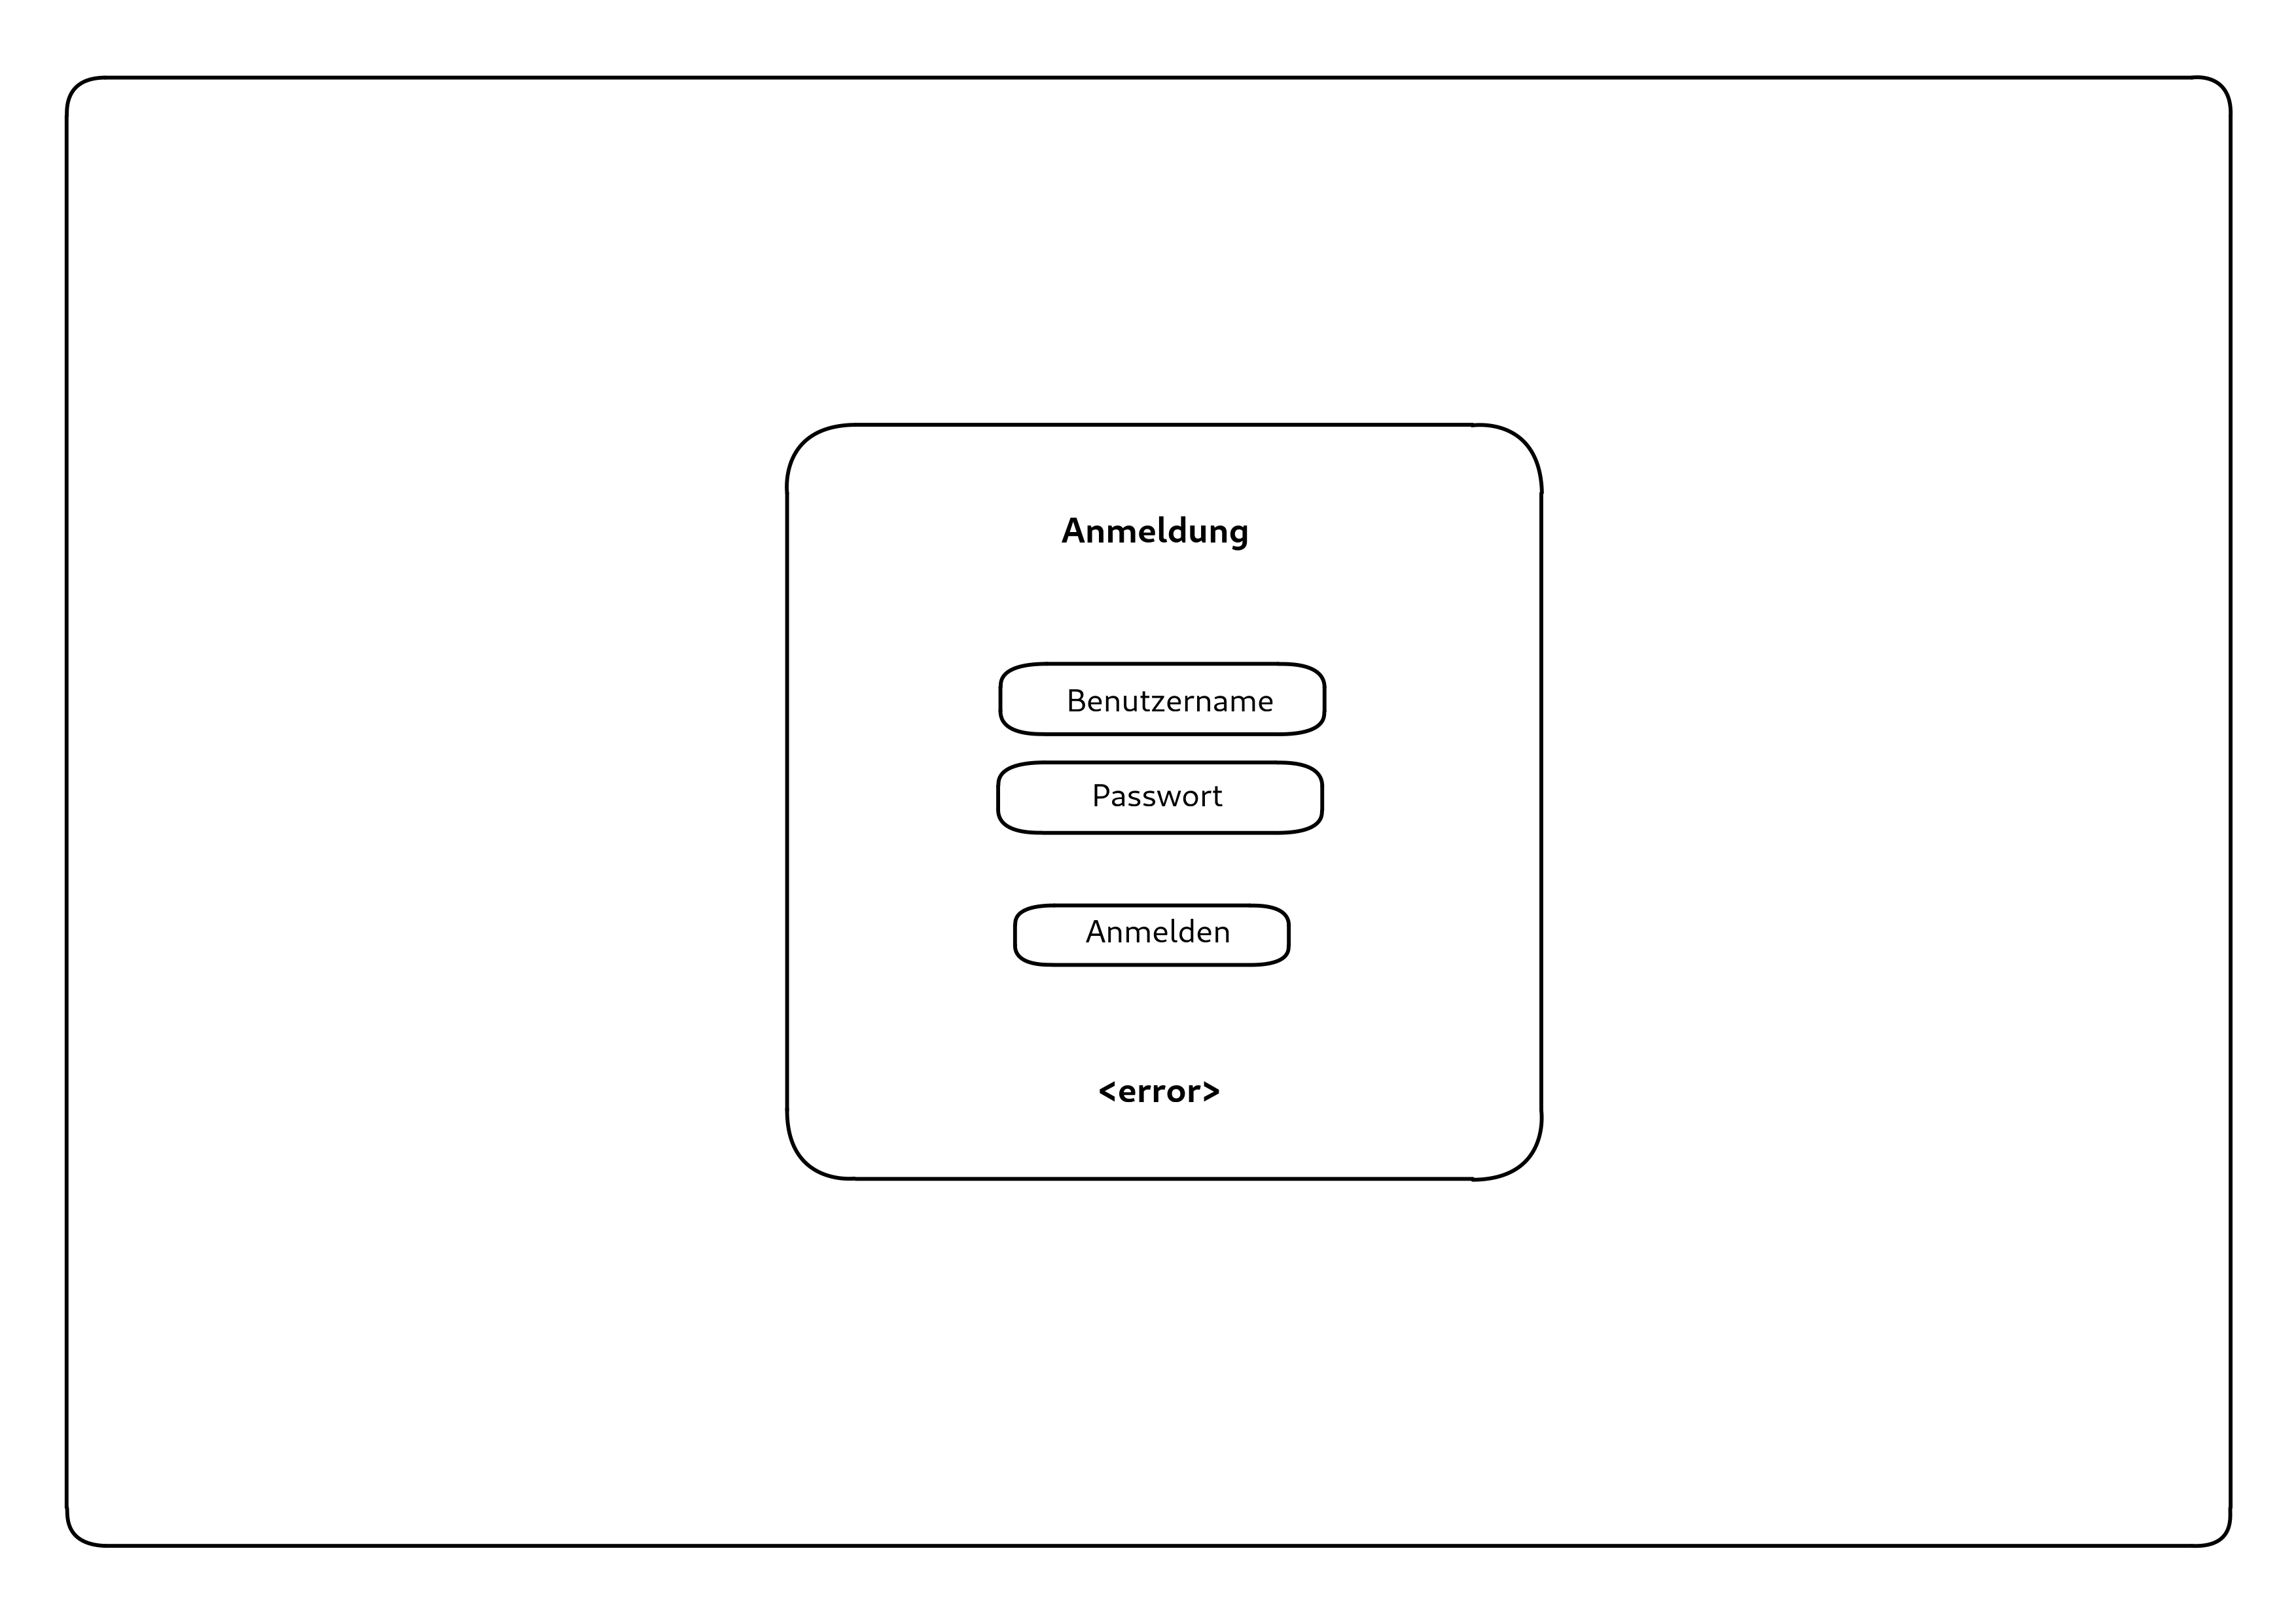 Anmeldung
Benutzername
Passwort
Anmelden
<error>